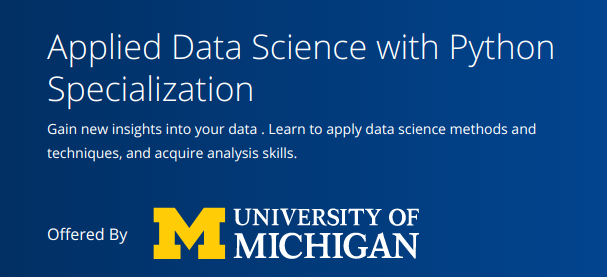 Applied Data Science with Python
Specialization
Gain new insights into your data . Learn to apply data science methods and
techniques, and acquire analysis skills.
Offered By
M UNIVERSITY OF
MICHIGAN